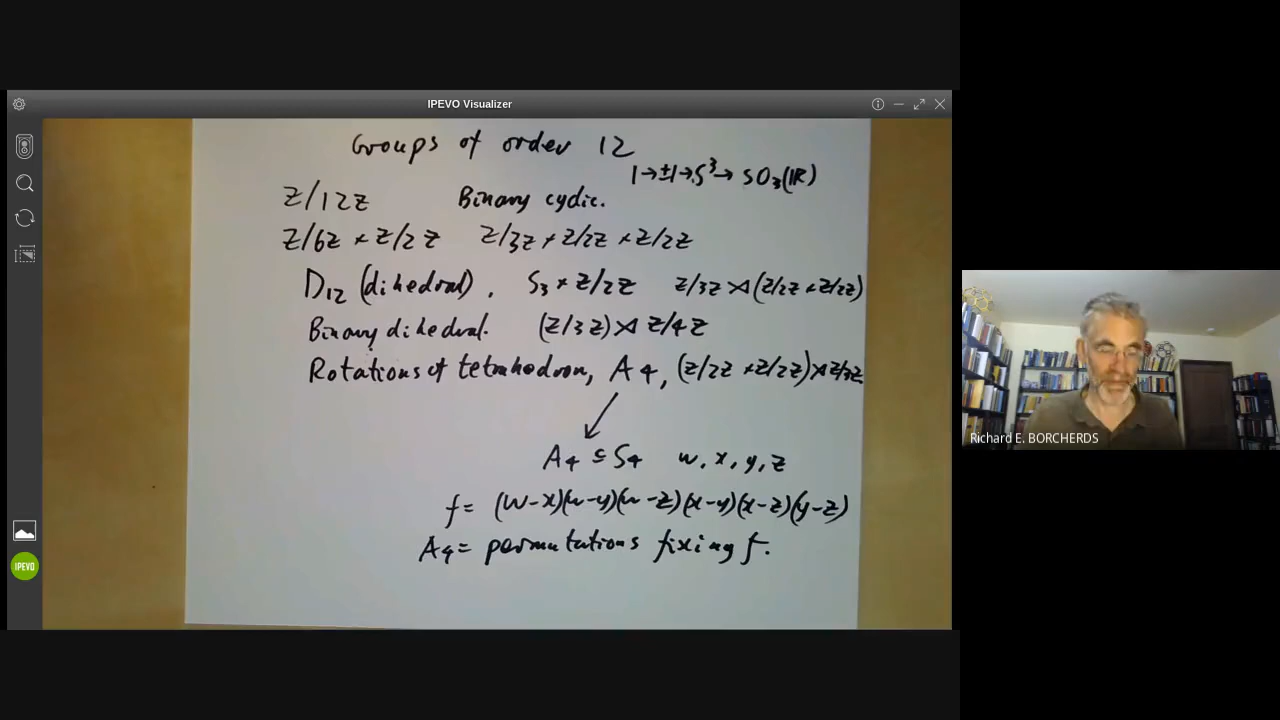 IPEVO Visualizer
Groups of order 12
1→±1→S³→SO₃(ℝ)
Z/12Z Binary cyclic.
Z/6Z × Z/2Z Z/3Z × Z/2Z × Z/2Z
D₁₂ (dihedral), S₃ × Z/2Z Z/3Z ⋊ (Z/2Z × Z/2Z)
Binary dihedral. (Z/3Z) ⋊ Z/4Z
Rotations of tetrahedron, A₄, (Z/2Z × Z/2Z) ⋊ Z/3Z
A₄ ⊆ S₄ w, x, y, z
f = (w-x)(w-y)(w-z)(x-y)(x-z)(y-z)
A₄ = permutations fixing f.
IPEVO
Richard E. BORCHERDS